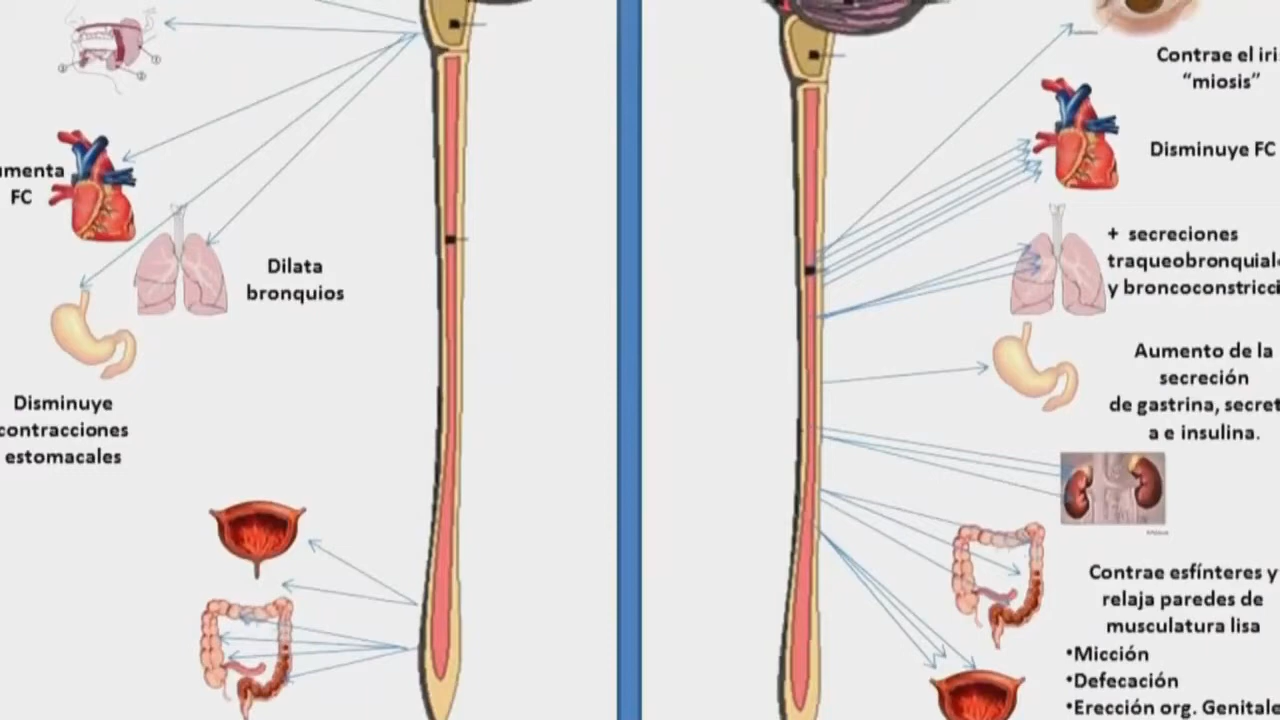 umenta
FC
Dilata
bronquios
Disminuye
contracciones
estomacales
Contrae el iri
“miosis”
Disminuye FC
+ secreciones
traqueobronquial
y broncoconstricci
Aumento de la
secreción
de gastrina, secret
a e insulina.
Contrae esfínteres y
relaja paredes de
musculatura lisa
•Micción
•Defecación
•Erección org. Genitale